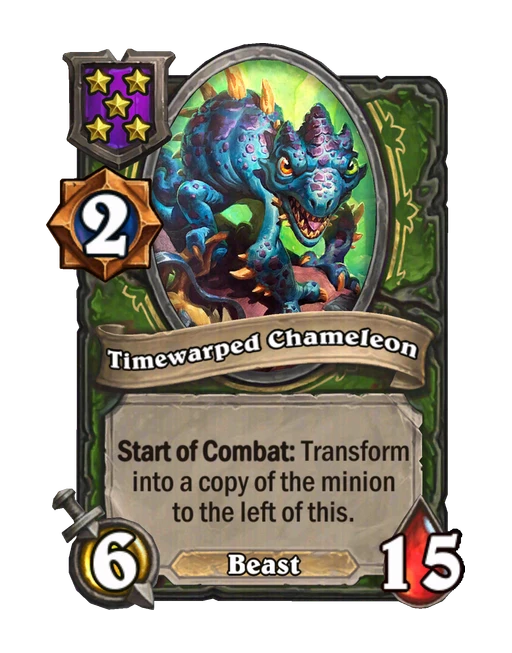 2
Timewarped Chameleon
Start of Combat: Transform
into a copy of the minion
to the left of this.
6
Beast
15